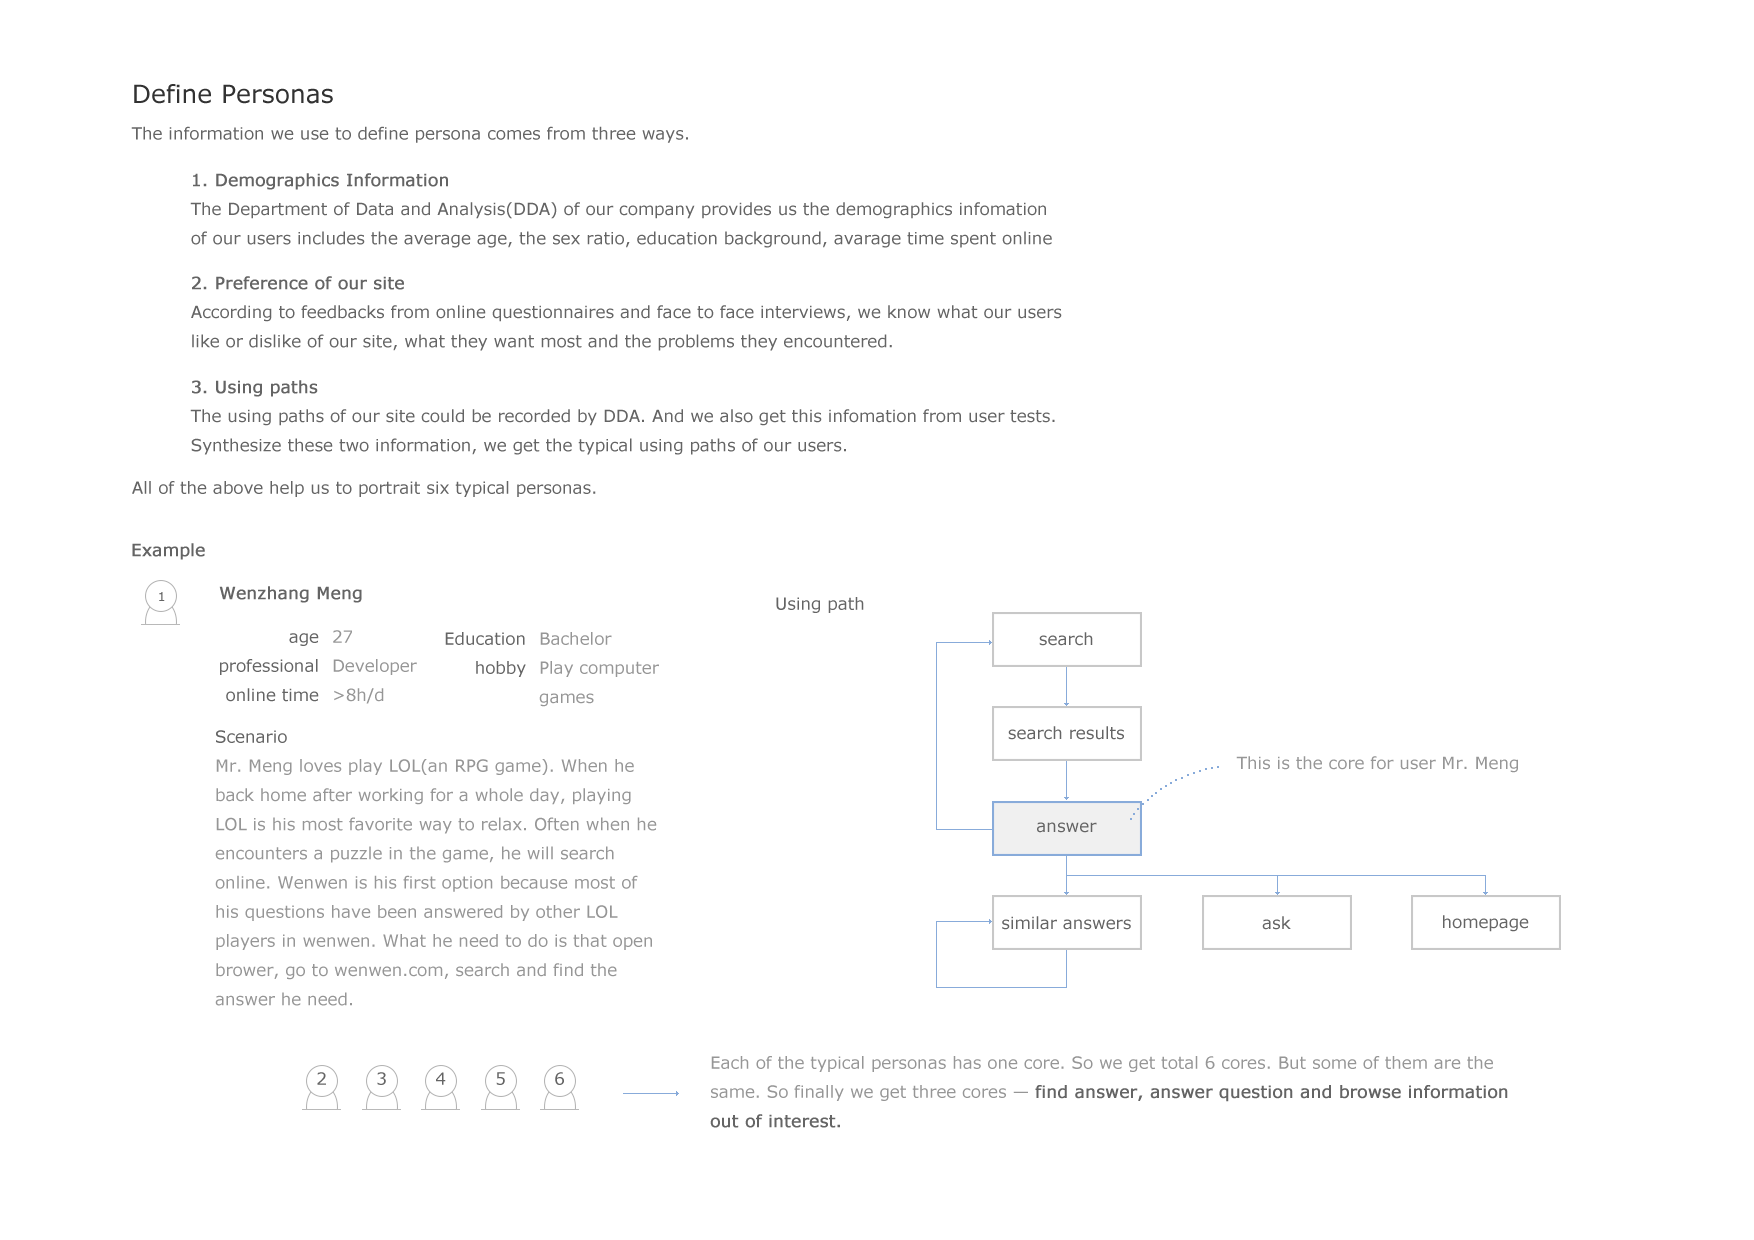 Define Personas
The information we use to define persona comes from three ways.
1. Demographics Information
The Department of Data and Analysis(DDA) of our company provides us the demographics infomation
of our users includes the average age, the sex ratio, education background, avarage time spent online
2. Preference of our site
According to feedbacks from online questionnaires and face to face interviews, we know what our users
like or dislike of our site, what they want most and the problems they encountered.
3. Using paths
The using paths of our site could be recorded by DDA. And we also get this infomation from user tests.
Synthesize these two information, we get the typical using paths of our users.
All of the above help us to portrait six typical personas.
Example
1
Wenzhang Meng
age 27
professional Developer
online time >8h/d
Education Bachelor
hobby Play computer
games
Scenario
Mr. Meng loves play LOL(an RPG game). When he
back home after working for a whole day, playing
LOL is his most favorite way to relax. Often when he
encounters a puzzle in the game, he will search
online. Wenwen is his first option because most of
his questions have been answered by other LOL
players in wenwen. What he need to do is that open
brower, go to wenwen.com, search and find the
answer he need.
Using path
search
search results
This is the core for user Mr. Meng
answer
similar answers
ask
homepage
2 3 4 5 6
Each of the typical personas has one core. So we get total 6 cores. But some of them are the
same. So finally we get three cores — find answer, answer question and browse information
out of interest.